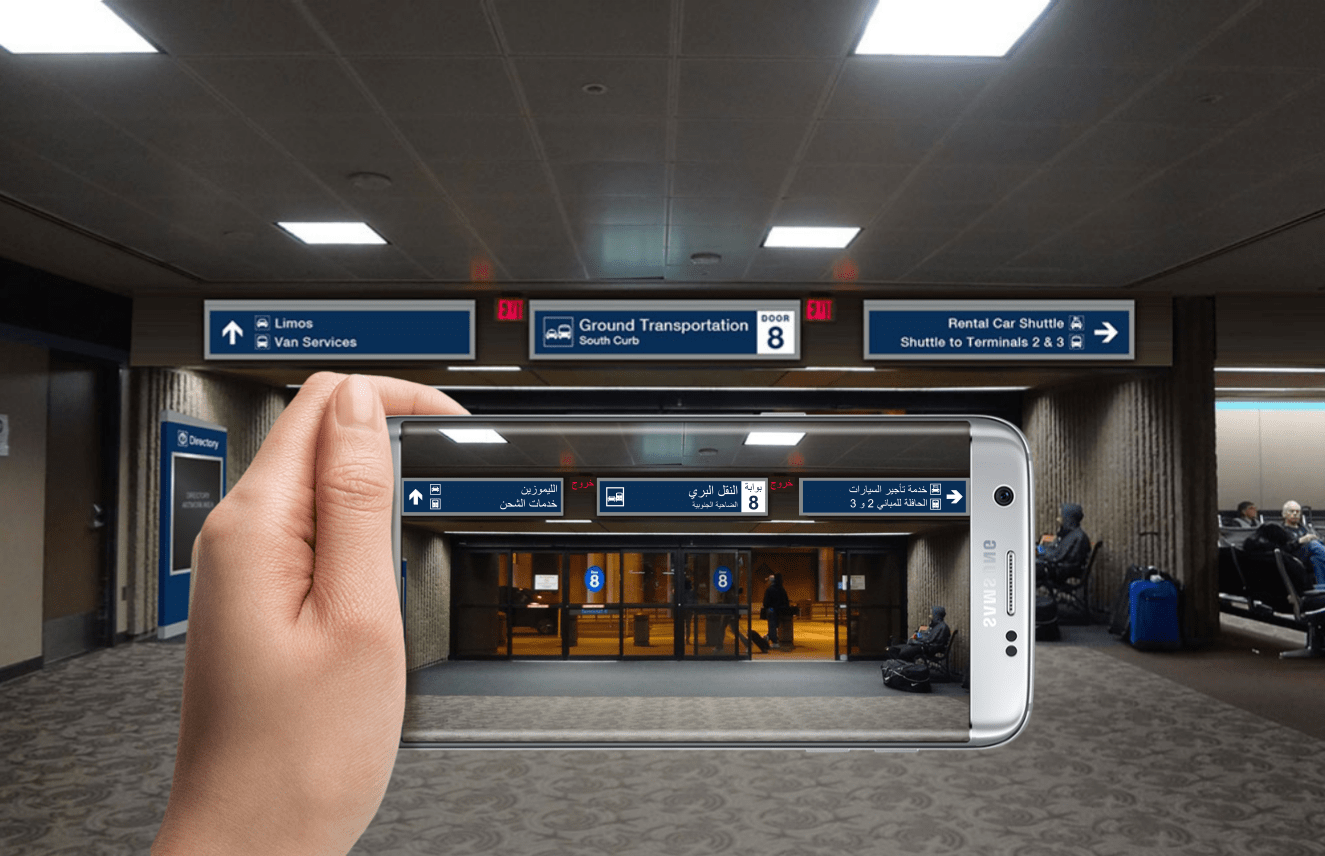 EXIT
EXIT
Limos
Van Services
Ground Transportation
South Curb
DOOR
8
Rental Car Shuttle
Shuttle to Terminals 2 & 3
Directory
DIRECTORY
الليموزين
خدمات الشحن
خروج
النقل البري
الضاحية الجنوبية
بوابة
8
خروج
خدمة تأجير السيارات
الحافلة للمباني 2 و 3
8
8
SAMSUNG